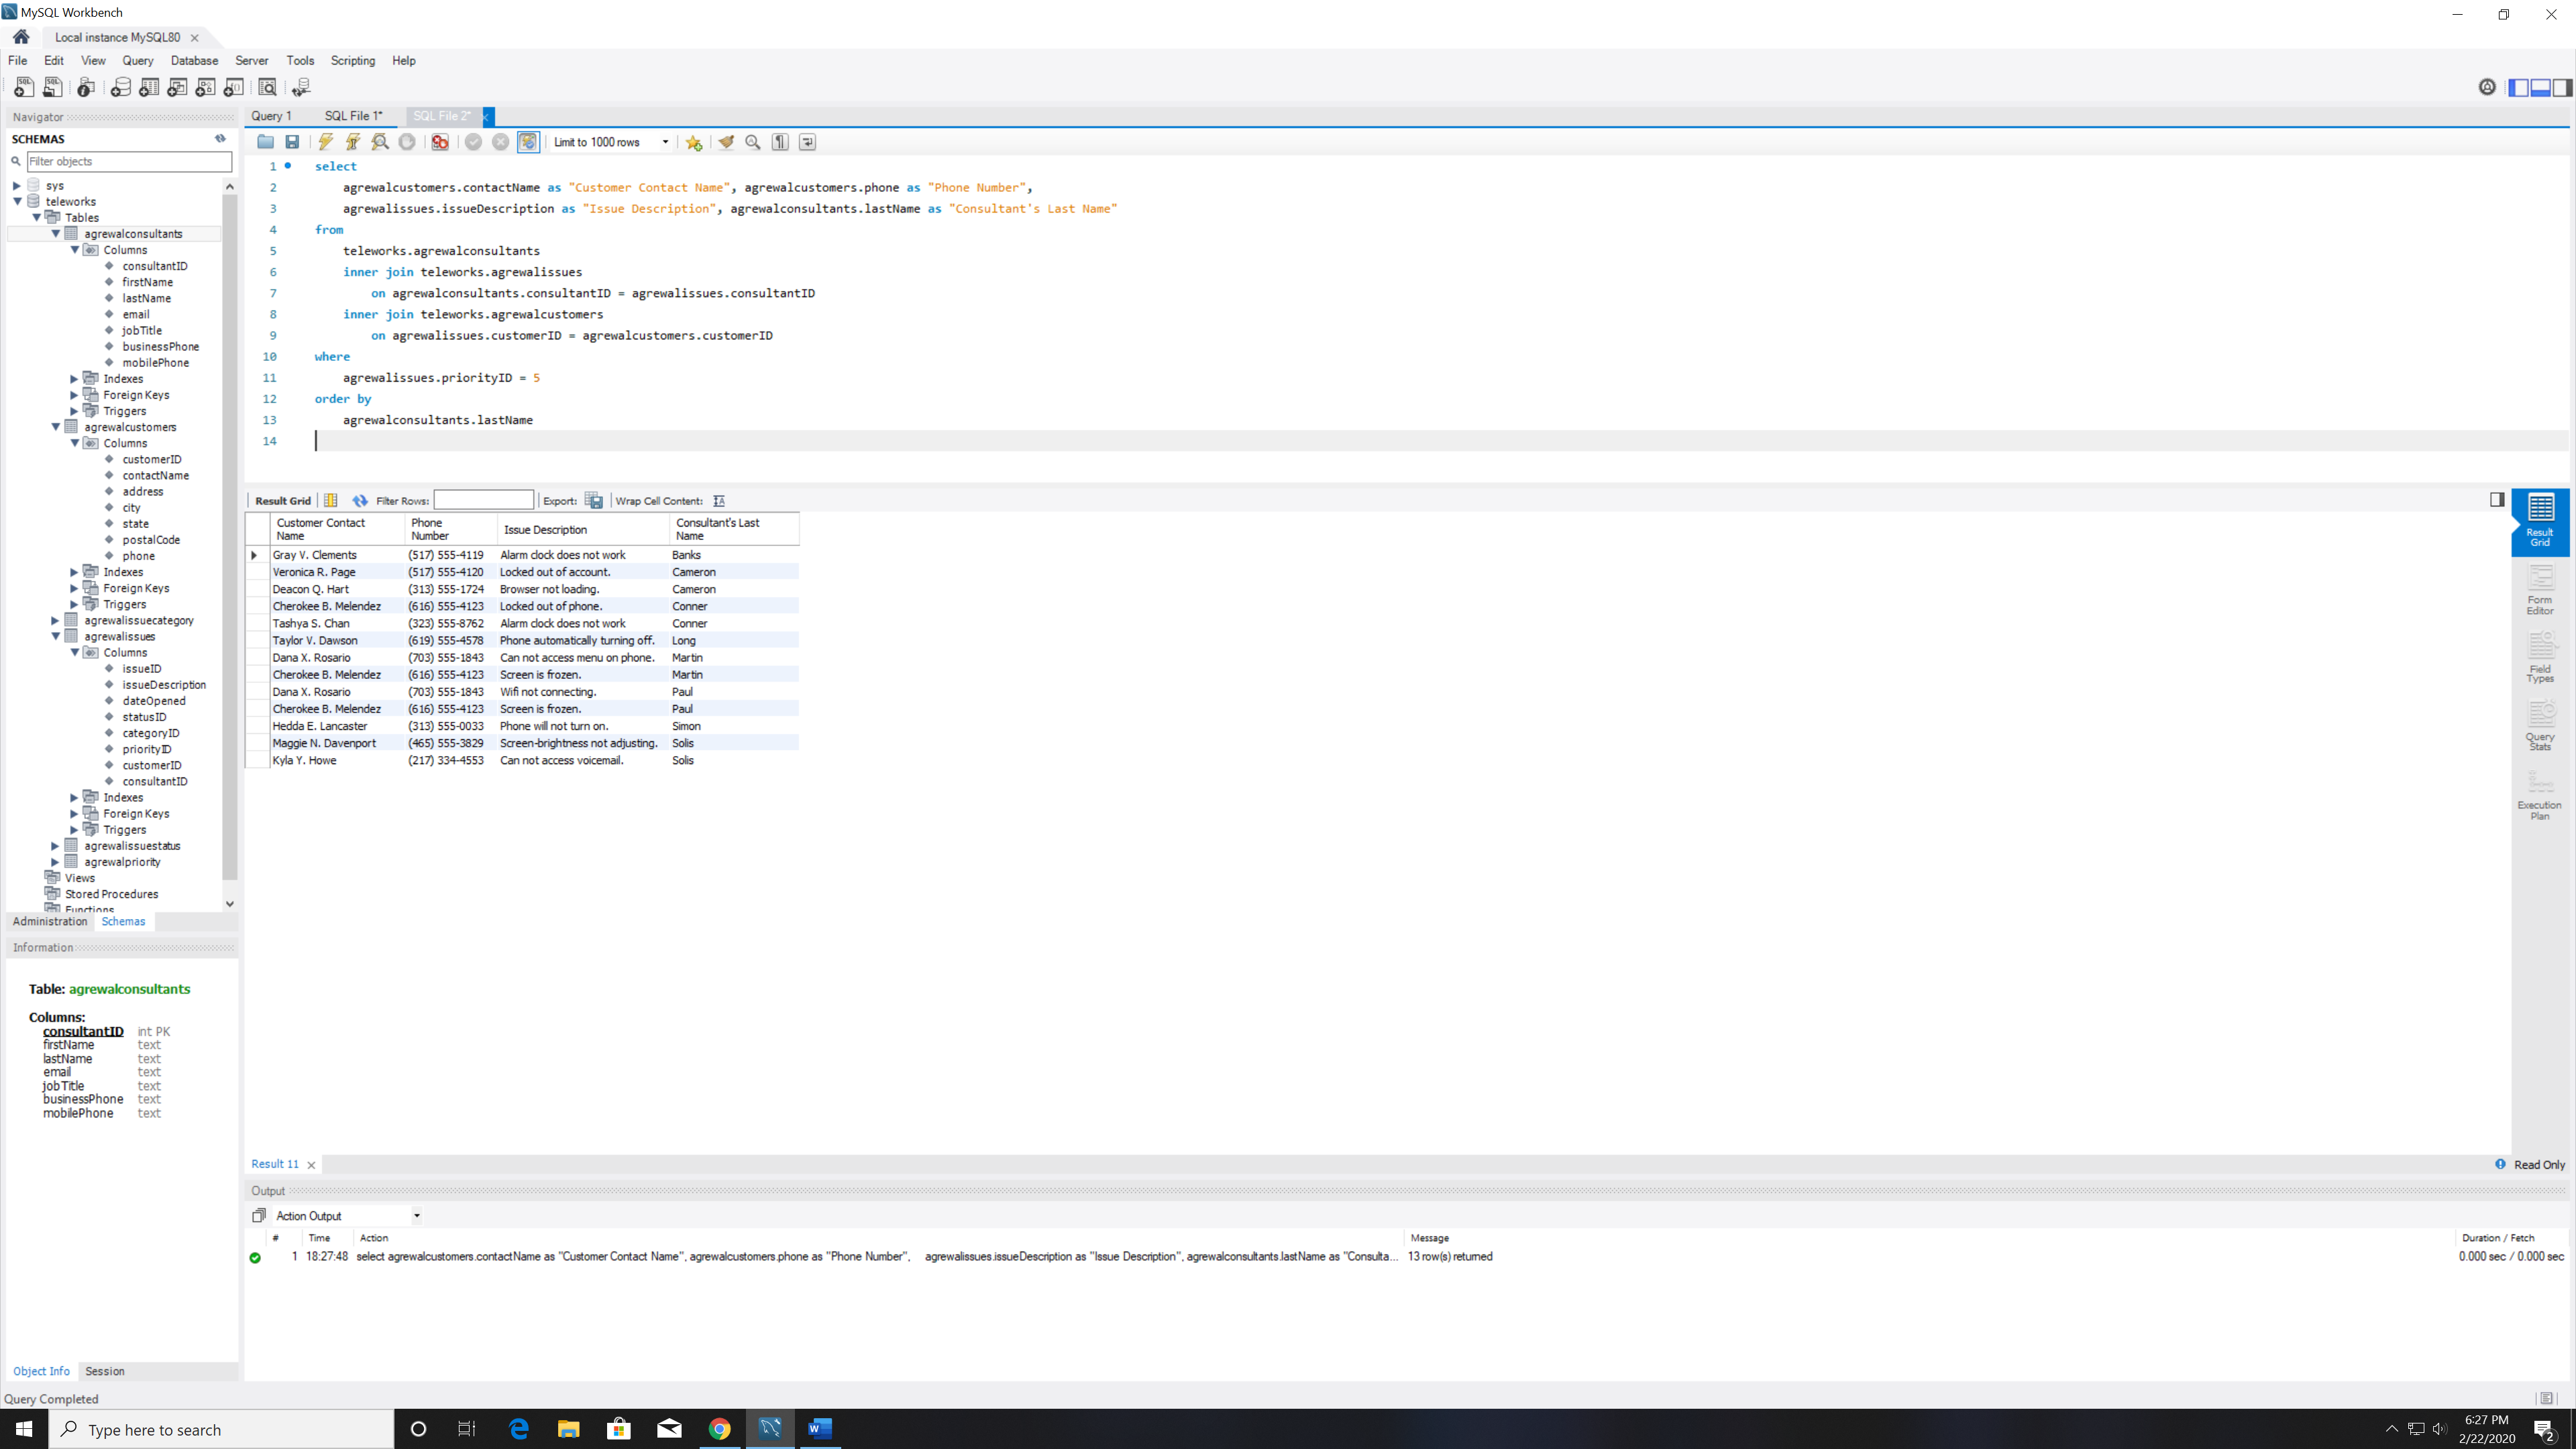 MySQL Workbench
Local instance MySQL80
File Edit View Query Database Server Tools Scripting Help
Navigator
SCHEMAS
Filter objects
sys
teleworks
Tables
agrewalconsultants
Columns
consultantID
firstName
lastName
email
jobTitle
businessPhone
mobilePhone
Indexes
Foreign Keys
Triggers
agrewalcustomers
Columns
customerID
contactName
address
city
state
postalCode
phone
Indexes
Foreign Keys
Triggers
agrewalissuecategory
agrewalissues
Columns
issueID
issueDescription
dateOpened
statusID
categoryID
priorityID
customerID
consultantID
Indexes
Foreign Keys
Triggers
agrewalissuestatus
agrewalpriority
Views
Stored Procedures
Functions
Administration Schemas
Information
Table: agrewalconsultants
Columns:
consultantID int PK
firstName text
lastName text
email text
jobTitle text
businessPhone text
mobilePhone text
Object Info Session
Query Completed
Query 1 SQL File 1* SQL File 2*
Limit to 1000 rows
1 select
2 agrewalcustomers.contactName as "Customer Contact Name", agrewalcustomers.phone as "Phone Number",
3 agrewalissues.issueDescription as "Issue Description", agrewalconsultants.lastName as "Consultant's Last Name"
4 from
5 teleworks.agrewalconsultants
6 inner join teleworks.agrewalissues
7 on agrewalconsultants.consultantID = agrewalissues.consultantID
8 inner join teleworks.agrewalcustomers
9 on agrewalissues.customerID = agrewalcustomers.customerID
10 where
11 agrewalissues.priorityID = 5
12 order by
13 agrewalconsultants.lastName
14
Result Grid Filter Rows: Export: Wrap Cell Content:
Customer Contact Name Phone Number Issue Description Consultant's Last Name
Gray V. Clements (517) 555-4119 Alarm clock does not work Banks
Veronica R. Page (517) 555-4120 Locked out of account. Cameron
Deacon Q. Hart (313) 555-1724 Browser not loading. Cameron
Cherokee B. Melendez (616) 555-4123 Locked out of phone. Conner
Tashya S. Chan (323) 555-8762 Alarm clock does not work Conner
Taylor V. Dawson (619) 555-4578 Phone automatically turning off. Long
Dana X. Rosario (703) 555-1843 Can not access menu on phone. Martin
Cherokee B. Melendez (616) 555-4123 Screen is frozen. Martin
Dana X. Rosario (703) 555-1843 Wifi not connecting. Paul
Cherokee B. Melendez (616) 555-4123 Screen is frozen. Paul
Hedda E. Lancaster (313) 555-0033 Phone will not turn on. Simon
Maggie N. Davenport (465) 555-3829 Screen-brightness not adjusting. Solis
Kyla Y. Howe (217) 334-4553 Can not access voicemail. Solis
Result Grid
Form Editor
Field Types
Query Stats
Execution Plan
Result 11 Read Only
Output
Action Output
# Time Action Message Duration / Fetch
1 18:27:48 select agrewalcustomers.contactName as "Customer Contact Name", agrewalcustomers.phone as "Phone Number", agrewalissues.issueDescription as "Issue Description", agrewalconsultants.lastName as "Consulta... 13 row(s) returned 0.000 sec / 0.000 sec
Type here to search
6:27 PM
2/22/2020
2